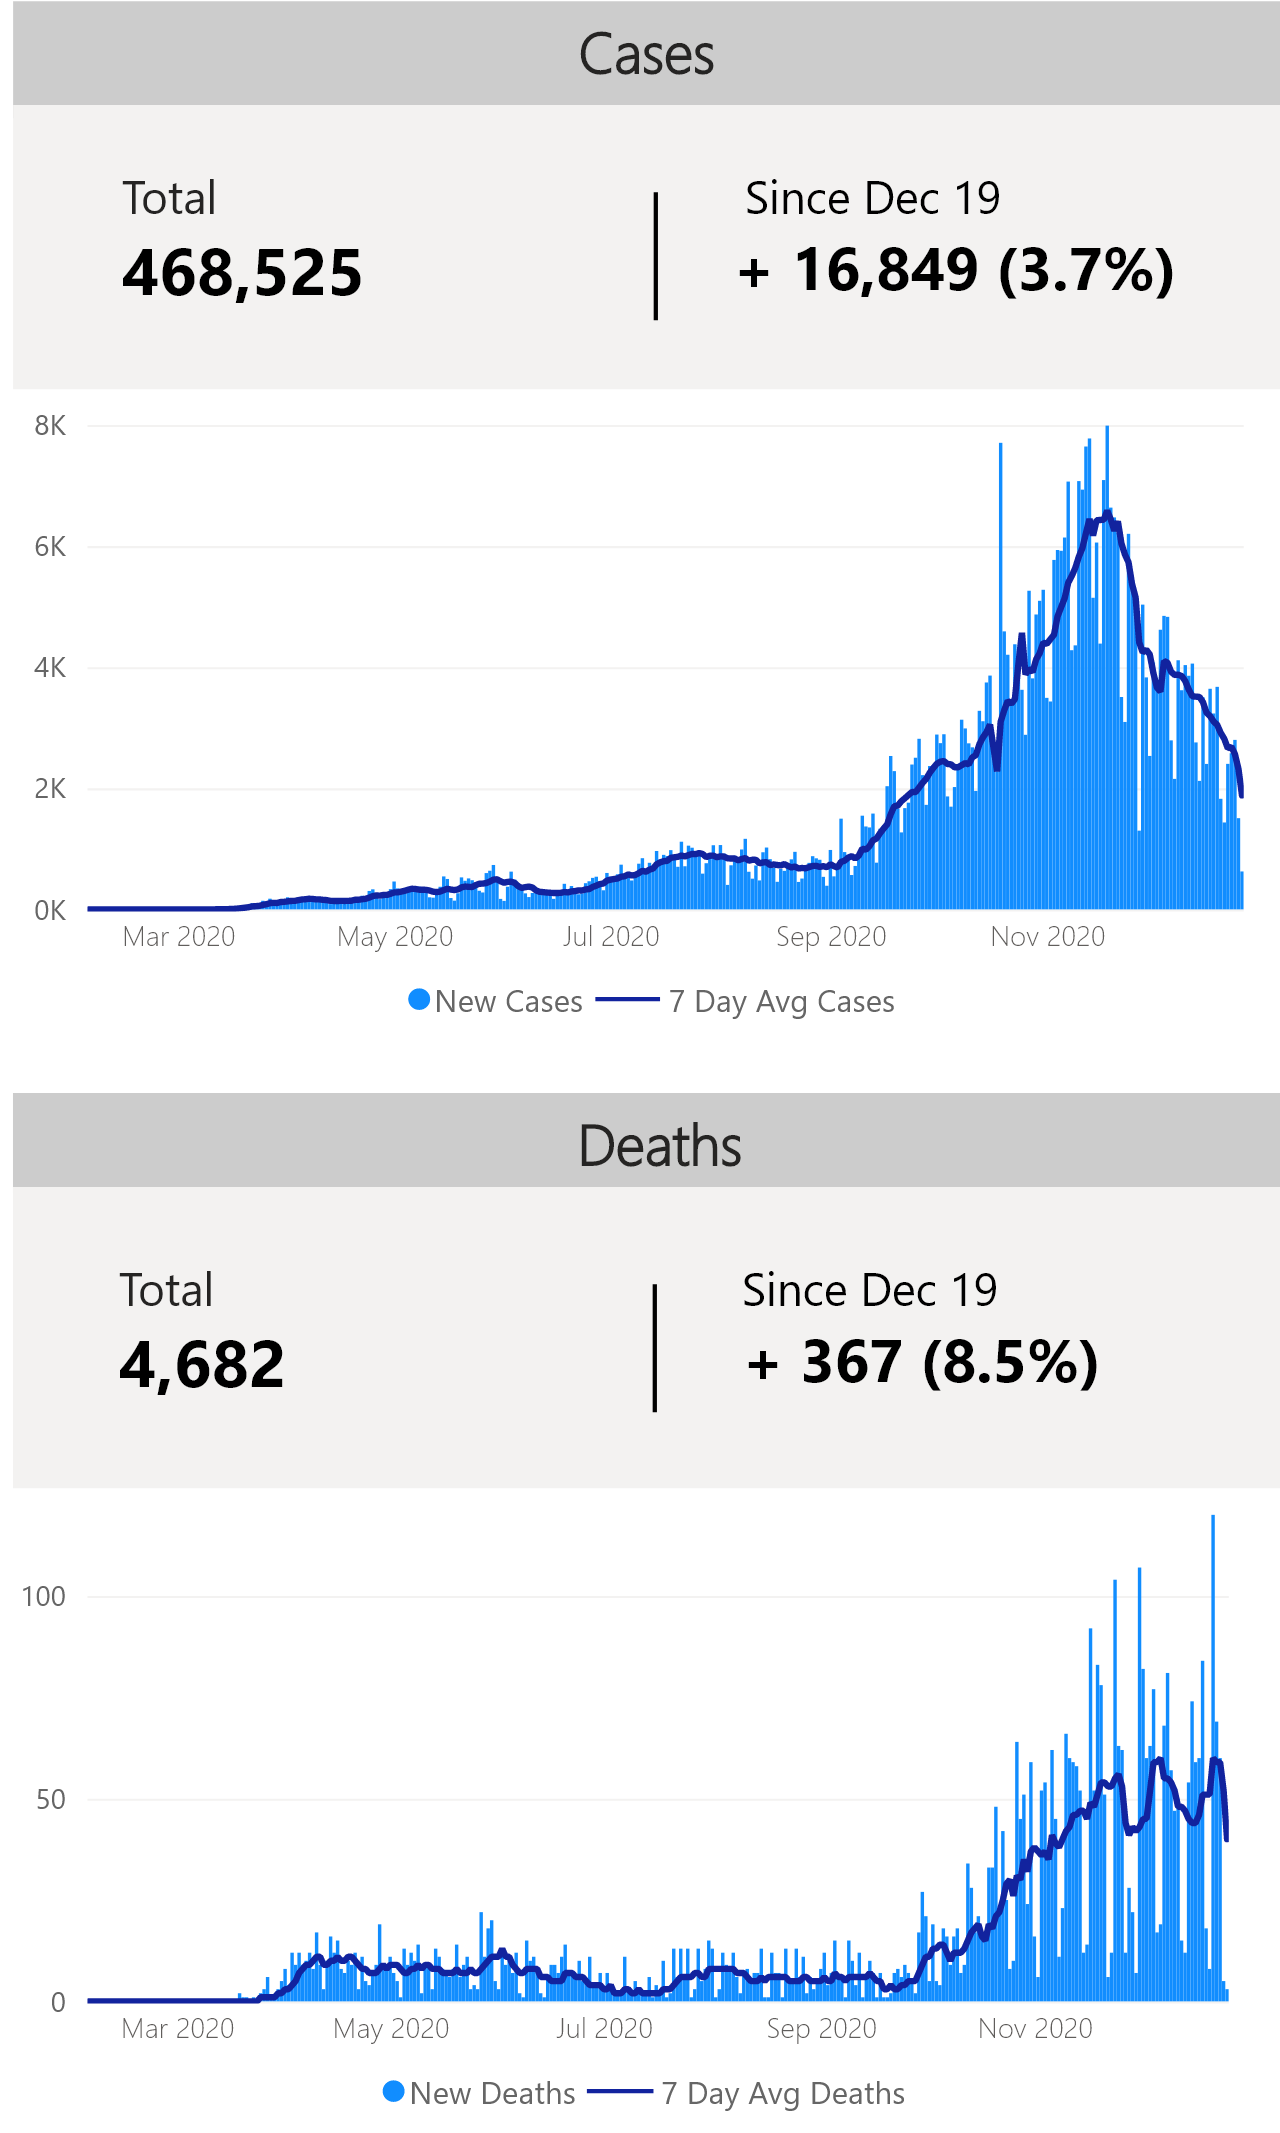 Cases
Total
468,525
Since Dec 19
+ 16,849 (3.7%)
8K
6K
4K
2K
0K
Mar 2020 May 2020 Jul 2020 Sep 2020 Nov 2020
New Cases 7 Day Avg Cases
Deaths
Total
4,682
Since Dec 19
+ 367 (8.5%)
100
50
0
Mar 2020 May 2020 Jul 2020 Sep 2020 Nov 2020
New Deaths 7 Day Avg Deaths